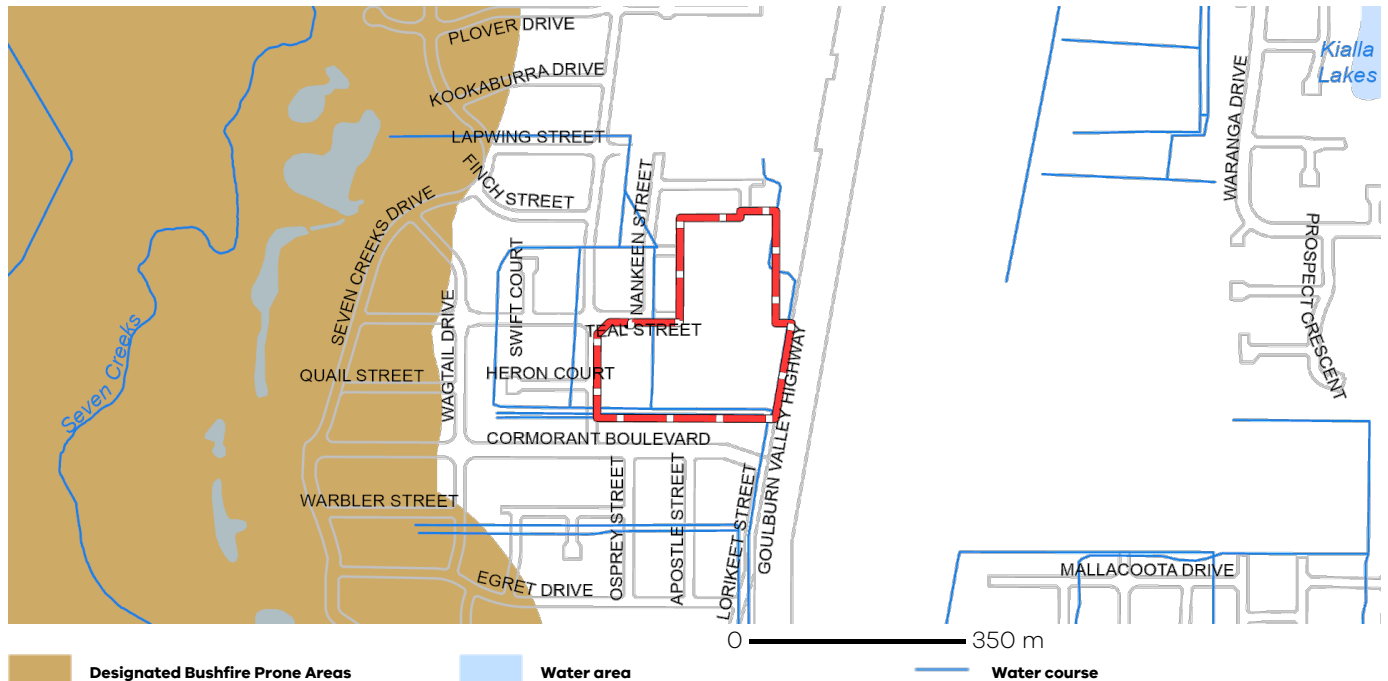 PLOVER DRIVE
KOOKABURRA DRIVE
LAPWING STREET
FINCH STREET
SEVEN CREEKS DRIVE
NANKEEN STREET
SWIFT COURT
TEAL STREET
WAGTAIL DRIVE
QUAIL STREET
HERON COURT
Seven Creeks
CORMORANT BOULEVARD
GOULBURN VALLEY HIGHWAY
WARBLER STREET
OSPREY STREET
APOSTLE STREET
LORIKEET STREET
EGRET DRIVE
Kialla
Lakes
WARANGA DRIVE
PROSPECT CRESCENT
MALLACOOTA DRIVE
0 350 m
Designated Bushfire Prone Areas
Water area
Water course